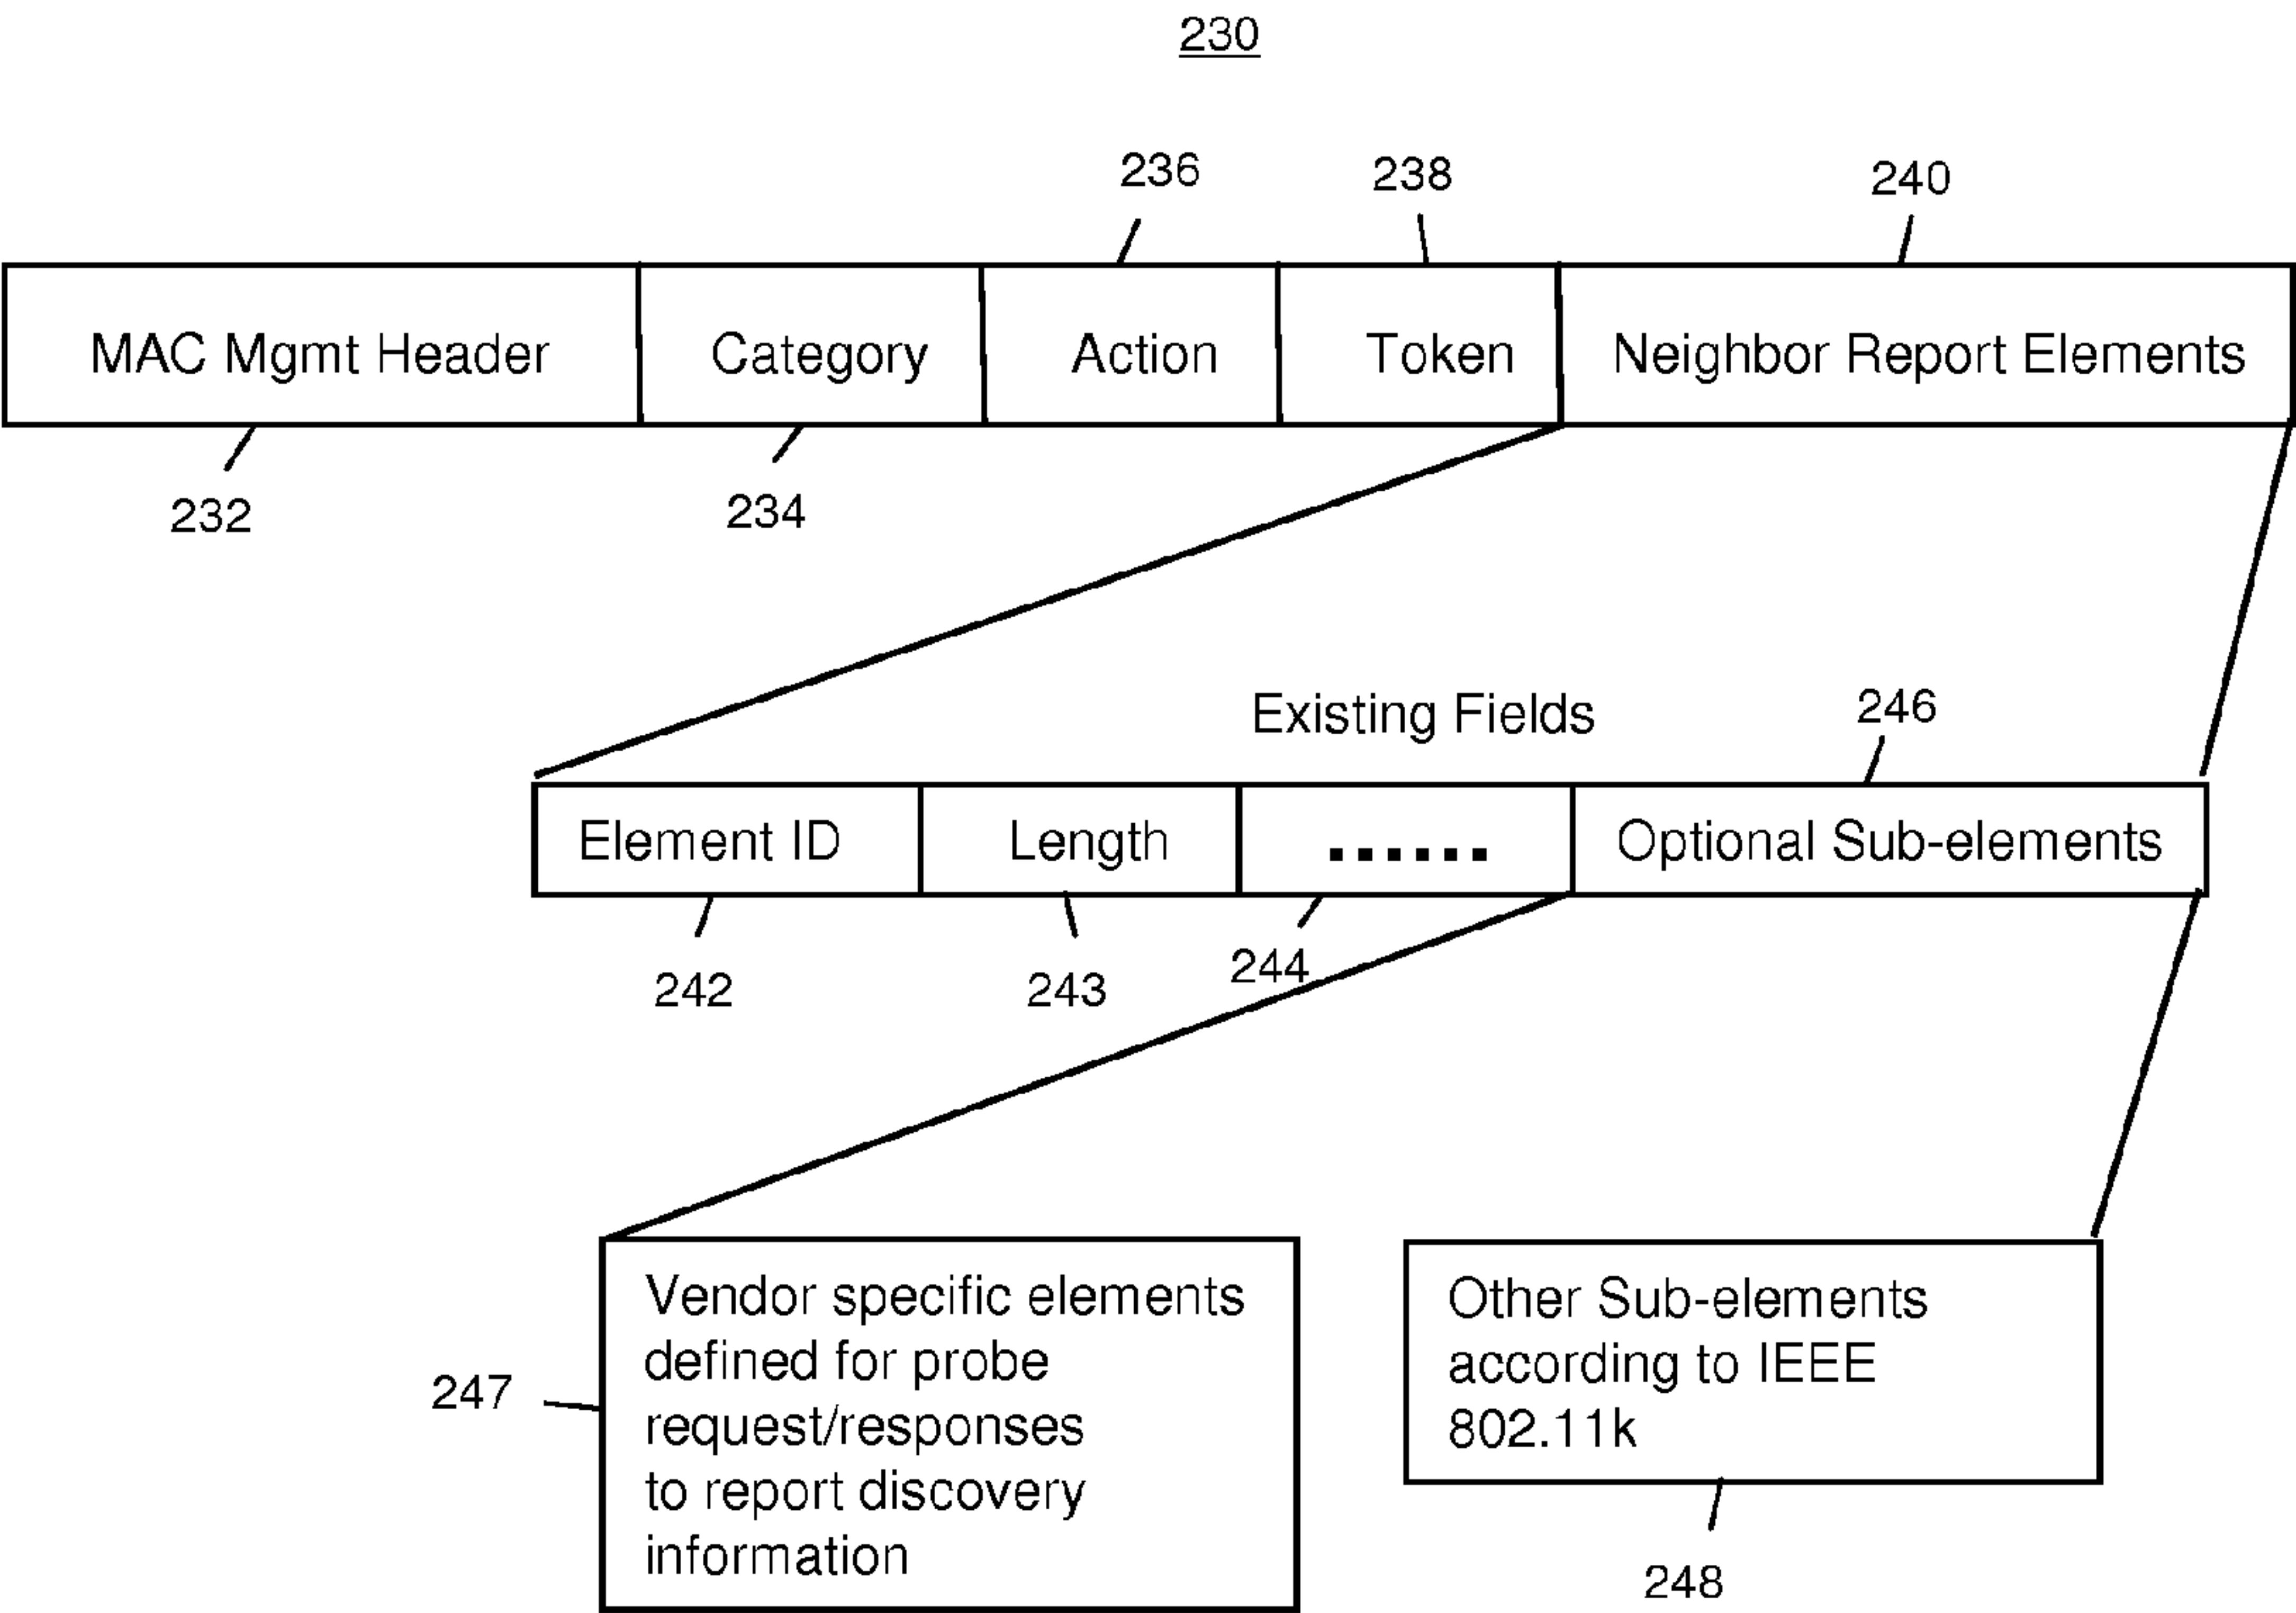 230
236
238
240
MAC Mgmt Header
Category
Action
Token
Neighbor Report Elements
232
234
Existing Fields
246
Element ID
Length
......
Optional Sub-elements
242
243
244
Vendor specific elements
defined for probe
request/responses
to report discovery
information
247
Other Sub-elements
according to IEEE
802.11k
248